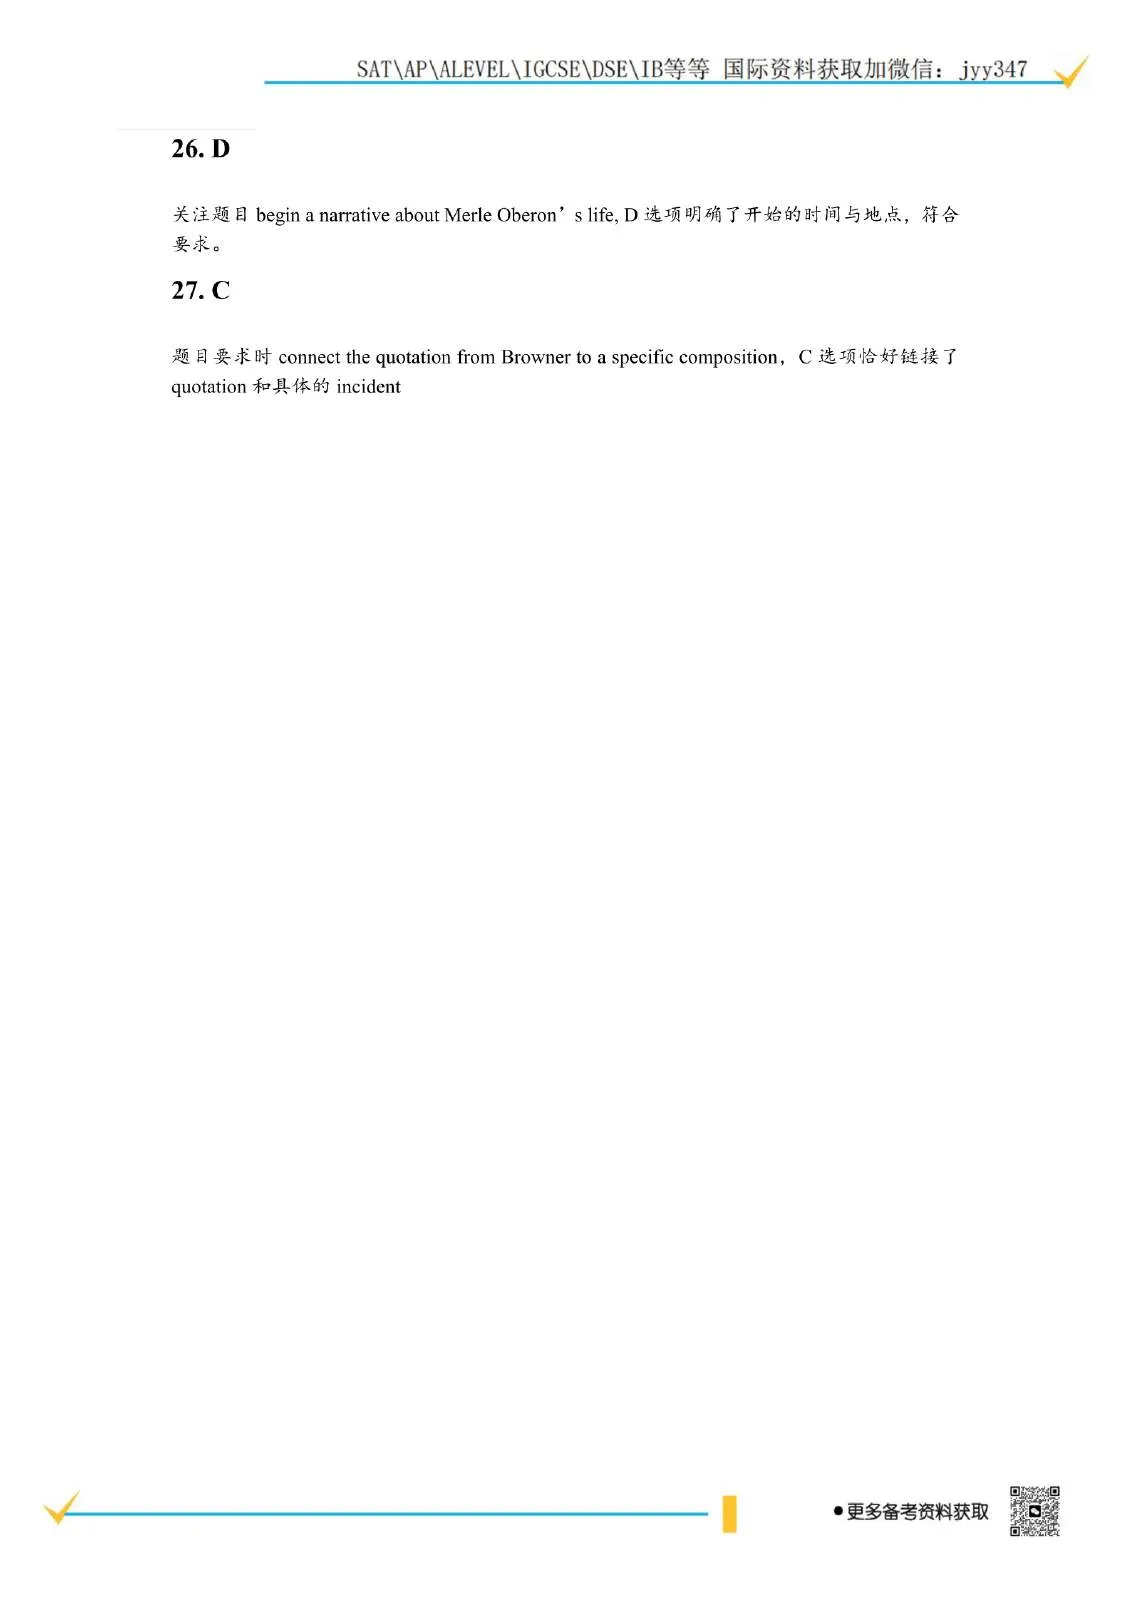 SAT\AP\ALEVEL\IGCSE\DSE\IB等等 国际资料获取加微信：jyy347
26. D
关注题目 begin a narrative about Merle Oberon’s life, D 选项明确了开始的时间与地点，符合
要求。
27. C
题目要求时 connect the quotation from Browner to a specific composition，C 选项恰好链接了
quotation 和具体的 incident
●更多备考资料获取